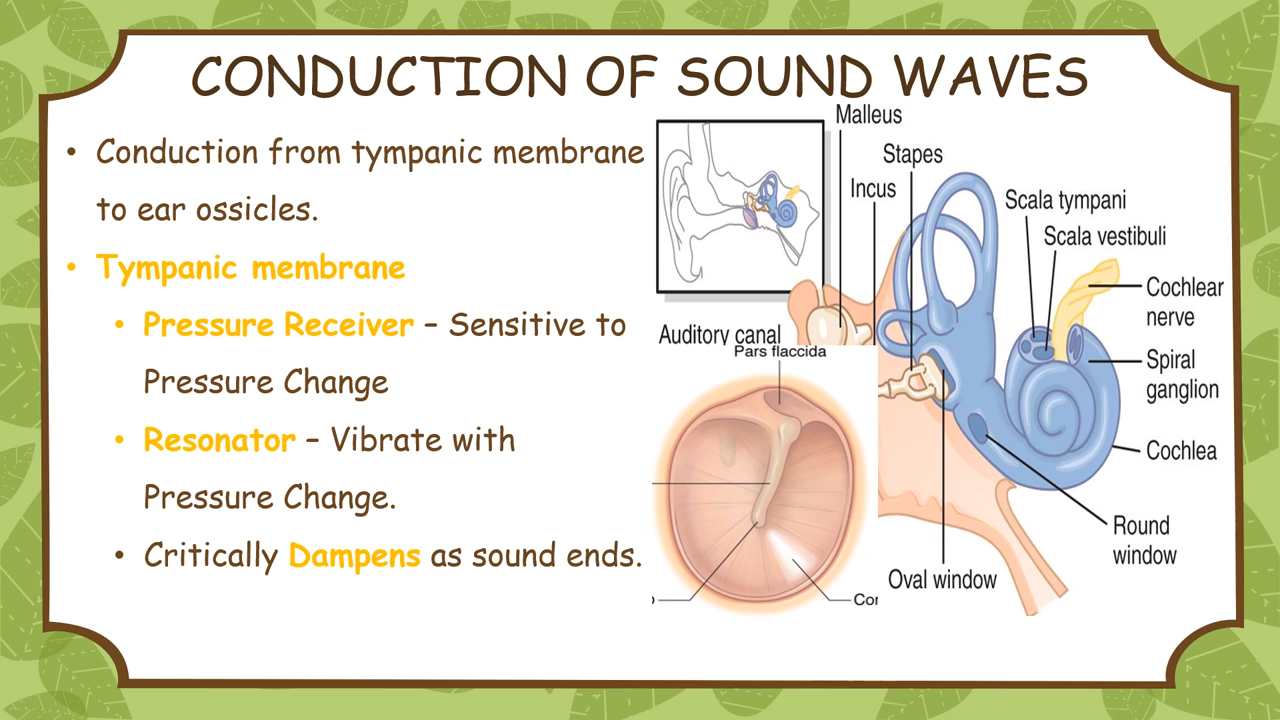 CONDUCTION OF SOUND WAVES
• Conduction from tympanic membrane
to ear ossicles.
• Tympanic membrane
• Pressure Receiver – Sensitive to
Pressure Change
• Resonator – Vibrate with
Pressure Change.
• Critically Dampens as sound ends.
Malleus
Stapes
Incus
Scala tympani
Scala vestibuli
Cochlear
nerve
Auditory canal
Pars flaccida
Spiral
ganglion
Cochlea
Round
window
Oval window